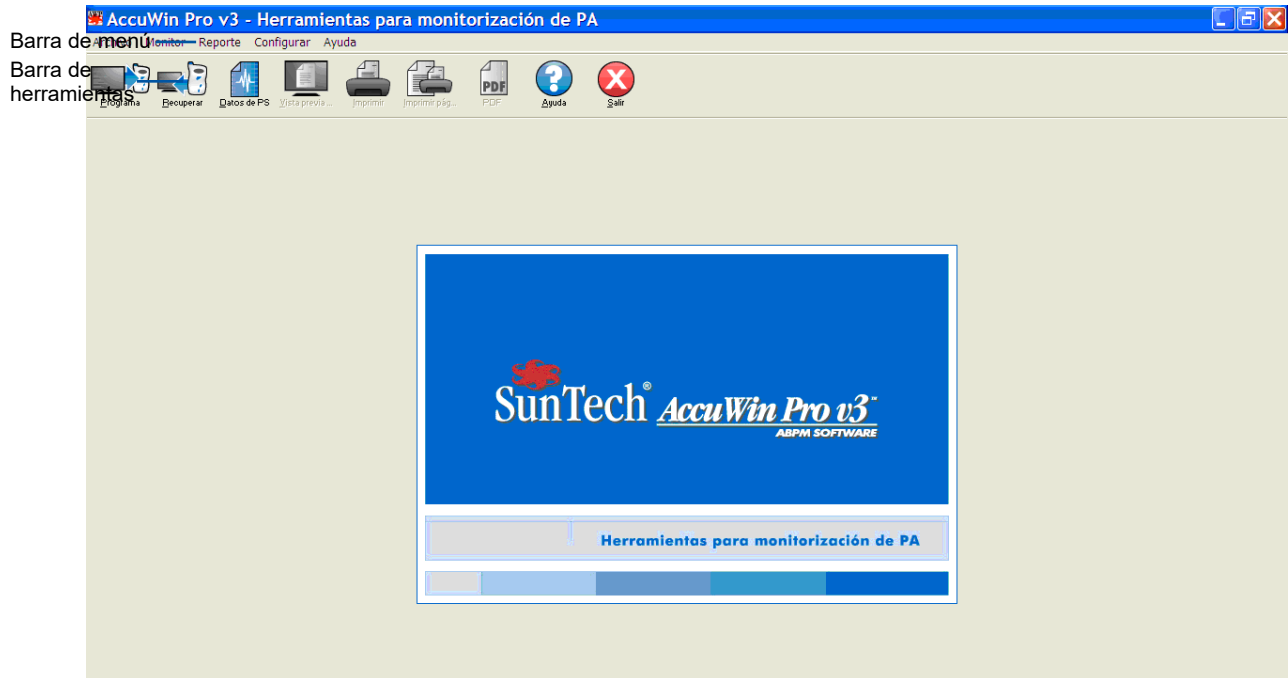 AccuWin Pro v3 - Herramientas para monitorización de PA
Barra de menú
Archivo Monitor Reporte Configurar Ayuda
Barra de
herramientas
Programa Recuperar Datos de PS Vista previa ... Imprimir Imprimir pág... PDF Ayuda Salir
PDF
SunTech® AccuWin Pro v3™
ABPM SOFTWARE
Herramientas para monitorización de PA